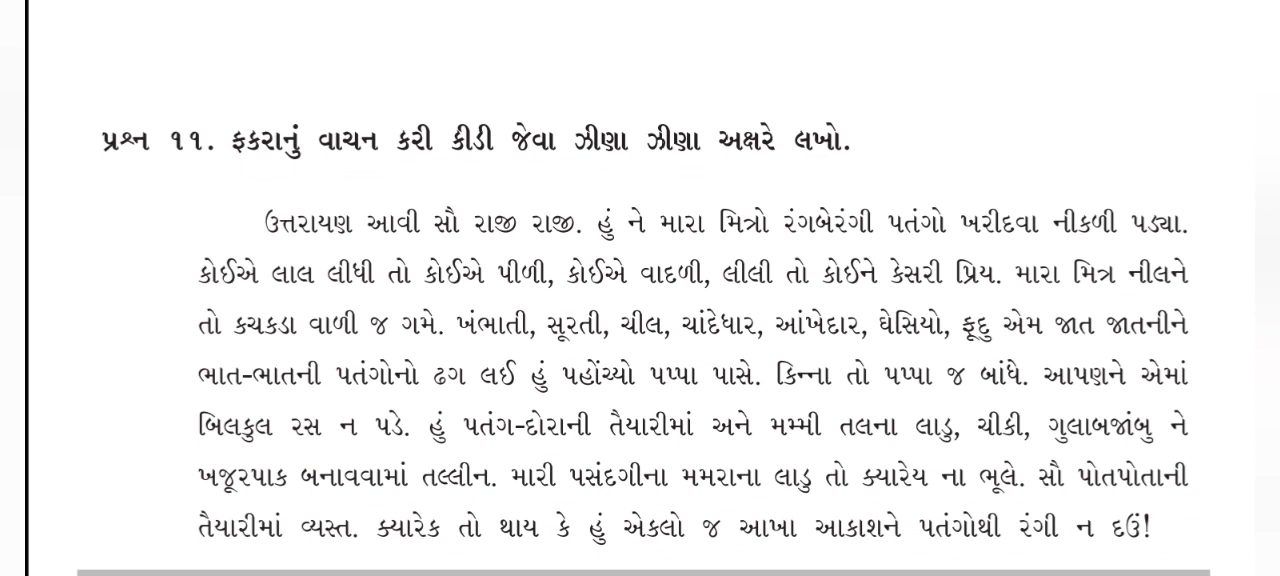 પ્રશ્ન ૧૧. ફકરાનું વાચન કરી કીડી જેવા ઝીણા ઝીણા અક્ષરે લખો.
ઉત્તરાયણ આવી સૌ રાજી રાજી. હું ને મારા મિત્રો રંગબેરંગી પતંગો ખરીદવા નીકળી પડ્યા.
કોઈએ લાલ લીધી તો કોઈએ પીળી, કોઈએ વાદળી, લીલી તો કોઈને કેસરી પ્રિય. મારા મિત્ર નીલને
તો કચકડા વાળી જ ગમે. ખંભાતી, સૂરતી, ચીલ, ચાંદેધાર, આંખેદાર, ઘેસિયો, ફૂદુ એમ જાત જાતનીને
ભાત-ભાતની પતંગોનો ઢગ લઈ હું પહોંચ્યો પપ્પા પાસે. કિન્ના તો પપ્પા જ બાંધે. આપણને એમાં
બિલકુલ રસ ન પડે. હું પતંગ-દોરાની તૈયારીમાં અને મમ્મી તલના લાડુ, ચીકી, ગુલાબજાંબુ ને
ખજૂરપાક બનાવવામાં તલ્લીન. મારી પસંદગીના મમરાના લાડુ તો ક્યારેય ના ભૂલે. સૌ પોતપોતાની
તૈયારીમાં વ્યસ્ત. ક્યારેક તો થાય કે હું એકલો જ આખા આકાશને પતંગોથી રંગી ન દઉં!